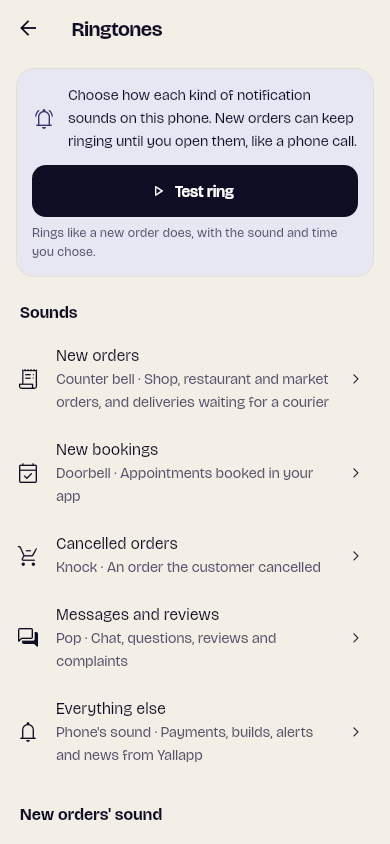 Ringtones
Choose how each kind of notification
sounds on this phone. New orders can keep
ringing until you open them, like a phone call.
Test ring
Rings like a new order does, with the sound and time
you chose.
Sounds
New orders
Counter bell · Shop, restaurant and market
orders, and deliveries waiting for a courier
New bookings
Doorbell · Appointments booked in your
app
Cancelled orders
Knock · An order the customer cancelled
Messages and reviews
Pop · Chat, questions, reviews and
complaints
Everything else
Phone's sound · Payments, builds, alerts
and news from Yallapp
New orders' sound